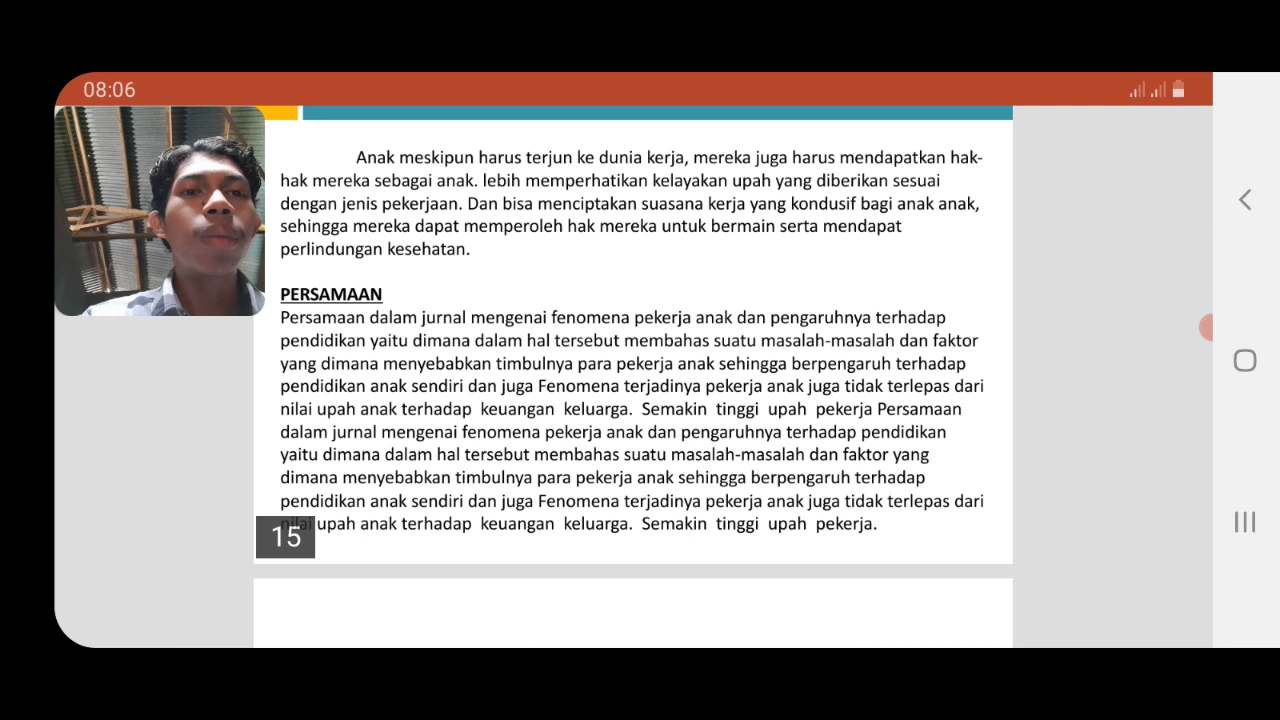 08:06
Anak meskipun harus terjun ke dunia kerja, mereka juga harus mendapatkan hak-
hak mereka sebagai anak. lebih memperhatikan kelayakan upah yang diberikan sesuai
dengan jenis pekerjaan. Dan bisa menciptakan suasana kerja yang kondusif bagi anak anak,
sehingga mereka dapat memperoleh hak mereka untuk bermain serta mendapat
perlindungan kesehatan.
PERSAMAAN
Persamaan dalam jurnal mengenai fenomena pekerja anak dan pengaruhnya terhadap
pendidikan yaitu dimana dalam hal tersebut membahas suatu masalah-masalah dan faktor
yang dimana menyebabkan timbulnya para pekerja anak sehingga berpengaruh terhadap
pendidikan anak sendiri dan juga Fenomena terjadinya pekerja anak juga tidak terlepas dari
nilai upah anak terhadap keuangan keluarga. Semakin tinggi upah pekerja Persamaan
dalam jurnal mengenai fenomena pekerja anak dan pengaruhnya terhadap pendidikan
yaitu dimana dalam hal tersebut membahas suatu masalah-masalah dan faktor yang
dimana menyebabkan timbulnya para pekerja anak sehingga berpengaruh terhadap
pendidikan anak sendiri dan juga Fenomena terjadinya pekerja anak juga tidak terlepas dari
nilai upah anak terhadap keuangan keluarga. Semakin tinggi upah pekerja.
15